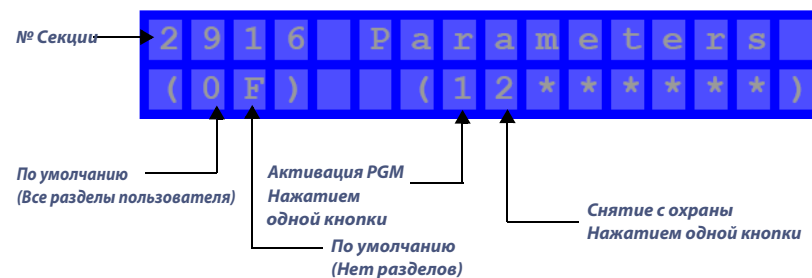 № Секции
2916 Parameters
(0F) (12******)
По умолчанию
(Все разделы пользователя)
Активация PGM
Нажатием
одной кнопки
По умолчанию
(Нет разделов)
Снятие с охраны
Нажатием одной кнопки